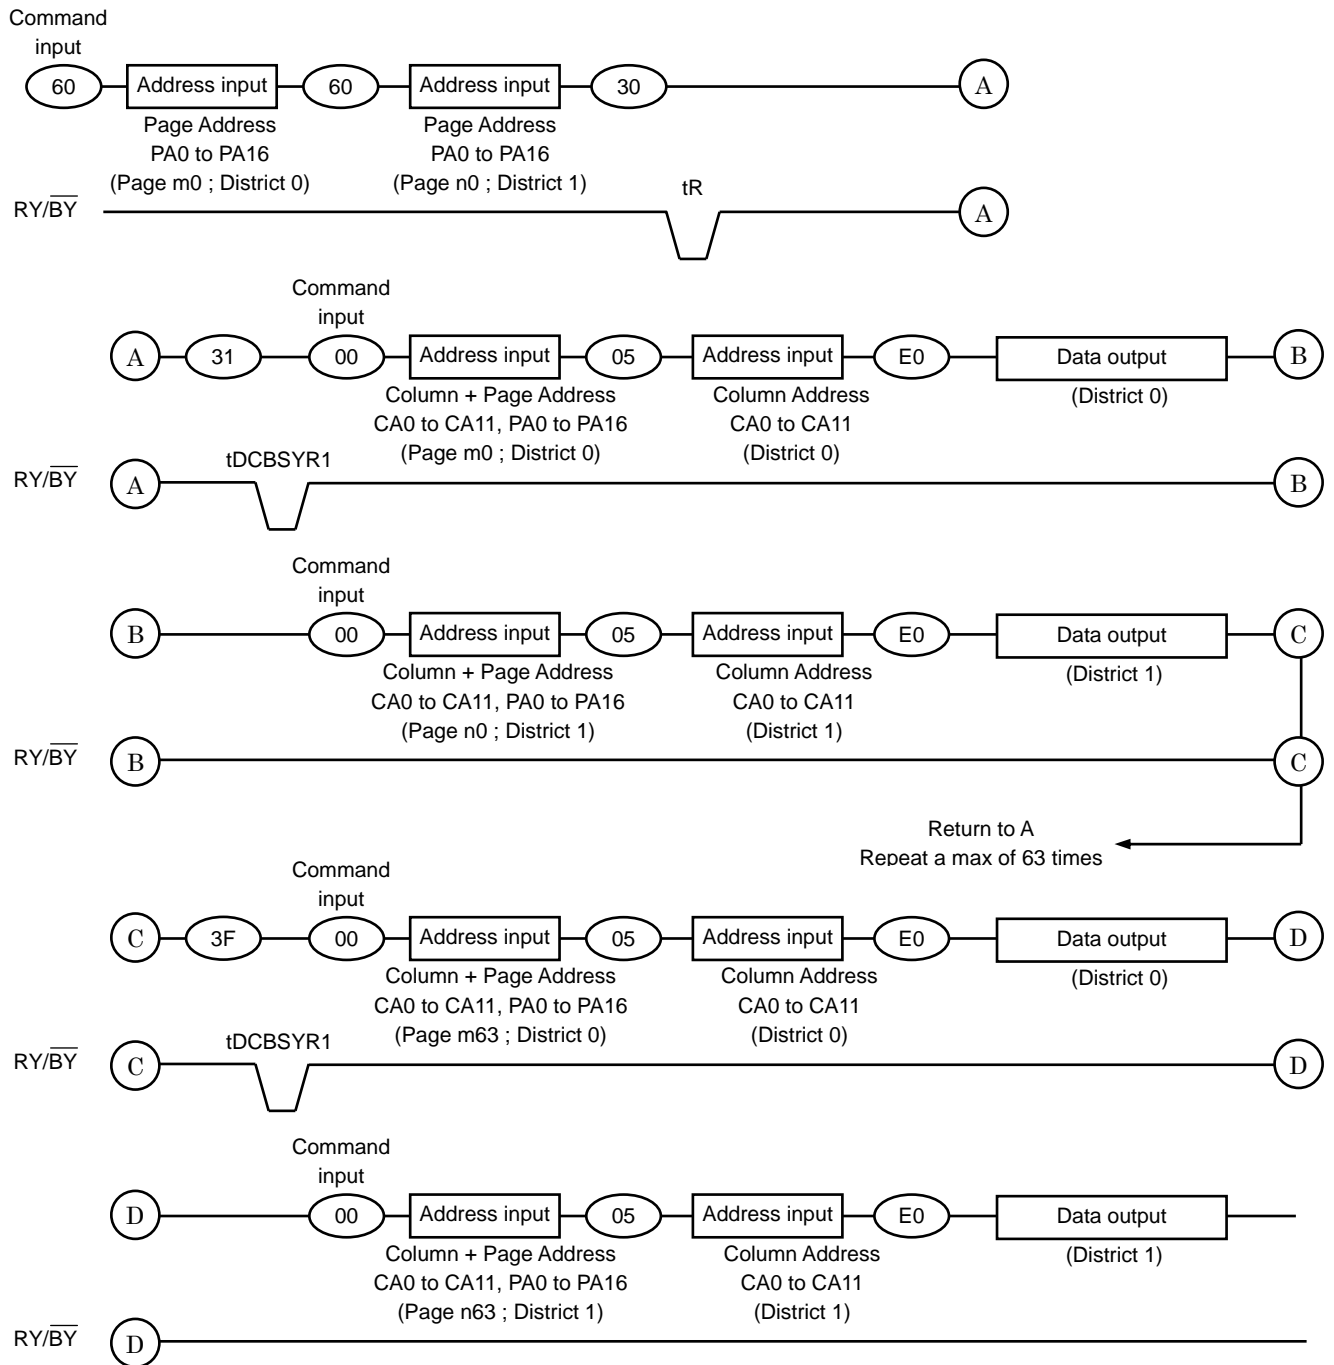 Command
input
60 Address input 60 Address input 30 A
Page Address Page Address
PA0 to PA16 PA0 to PA16
(Page m0 ; District 0) (Page n0 ; District 1)
tR
RY/BY A
Command
input
A 31 00 Address input 05 Address input E0 Data output B
Column + Page Address Column Address (District 0)
CA0 to CA11, PA0 to PA16 CA0 to CA11
(Page m0 ; District 0) (District 0)
tDCBSYR1
RY/BY A B
Command
input
B 00 Address input 05 Address input E0 Data output C
Column + Page Address Column Address (District 1)
CA0 to CA11, PA0 to PA16 CA0 to CA11
(Page n0 ; District 1) (District 1)
RY/BY B C
Return to A
Repeat a max of 63 times
Command
input
C 3F 00 Address input 05 Address input E0 Data output D
Column + Page Address Column Address (District 0)
CA0 to CA11, PA0 to PA16 CA0 to CA11
(Page m63 ; District 0) (District 0)
tDCBSYR1
RY/BY C D
Command
input
D 00 Address input 05 Address input E0 Data output
Column + Page Address Column Address (District 1)
CA0 to CA11, PA0 to PA16 CA0 to CA11
(Page n63 ; District 1) (District 1)
RY/BY D